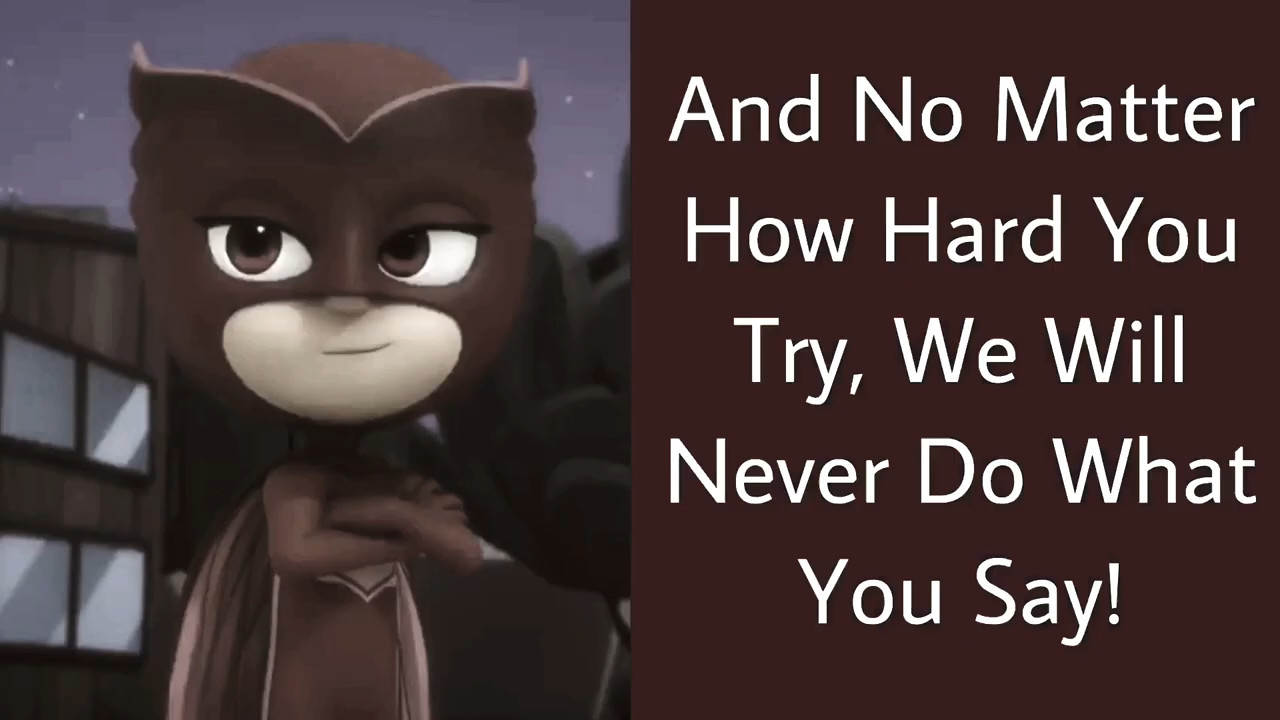 And No Matter
How Hard You
Try, We Will
Never Do What
You Say!